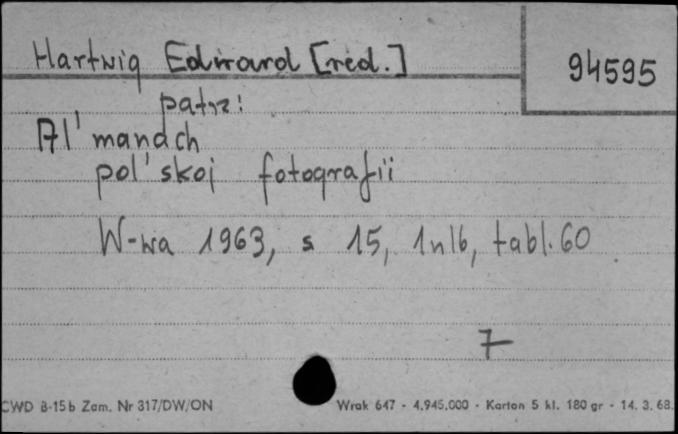 Hartwig Edward [red.]
94595
patrz:
Al'manach
pol'skoj fotografii
W-wa 1963, s 15, 1nlb, tabl. 60
7
CWD B-15b Zam. Nr 317/DW/ON
Wrak 647 - 4.945.000 - Karton 5 kl. 180 gr - 14. 3. 68.